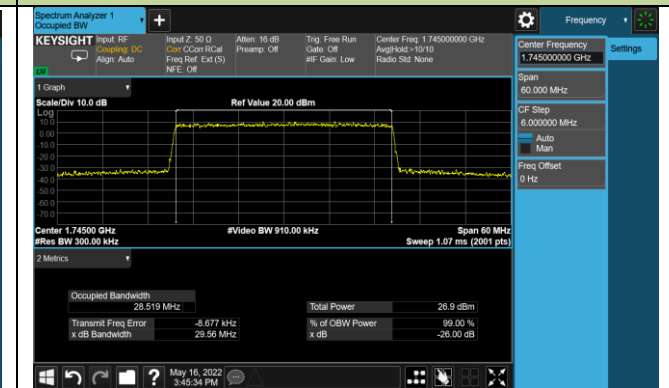 Spectrum Analyzer 1
Occupied BW
+
Frequency
KEYSIGHT
Input: RF
Coupling: DC
Align: Auto
Input Z: 50 Ω
Corr CCorr RCal
Freq Ref: Ext (S)
NFE: Off
Atten: 16 dB
Preamp: Off
Trig: Free Run
Gate: Off
#IF Gain: Low
Center Freq: 1.745000000 GHz
Avg|Hold:>10/10
Radio Std: None
Center Frequency
1.745000000 GHz
Settings
Span
60.000 MHz
CF Step
6.000000 MHz
Auto
Man
Freq Offset
0 Hz
1 Graph
Scale/Div 10.0 dB
Ref Value 20.00 dBm
Log
10.0
0.00
-10.0
-20.0
-30.0
-40.0
-50.0
-60.0
-70.0
Center 1.74500 GHz
#Video BW 910.00 kHz
Span 60 MHz
#Res BW 300.00 kHz
Sweep 1.07 ms (2001 pts)
2 Metrics
Occupied Bandwidth
28.519 MHz
Total Power 26.9 dBm
Transmit Freq Error -8.677 kHz
% of OBW Power 99.00 %
x dB Bandwidth 29.56 MHz
x dB -26.00 dB
?
May 16, 2022
3:45:34 PM